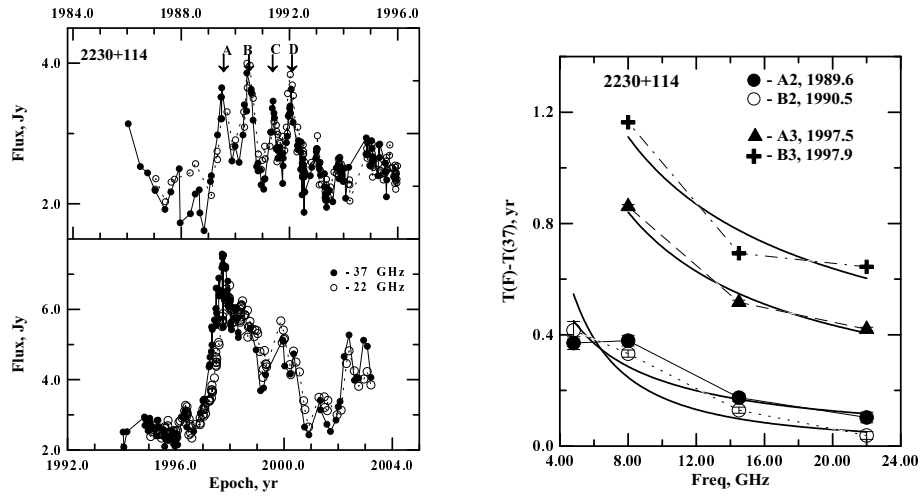 1984.0 1988.0 1992.0 1996.0
2230+114
A B C D
4.0
2.0
Flux, Jy
6.0
4.0
2.0
Flux, Jy
- 37 GHz
- 22 GHz
1992.0 1996.0 2000.0 2004.0
Epoch, yr
2230+114
- A2, 1989.6
- B2, 1990.5
- A3, 1997.5
- B3, 1997.9
1.2
0.8
0.4
0.0
T(F)-T(37), yr
4.00 8.00 12.00 16.00 20.00 24.00
Freq, GHz